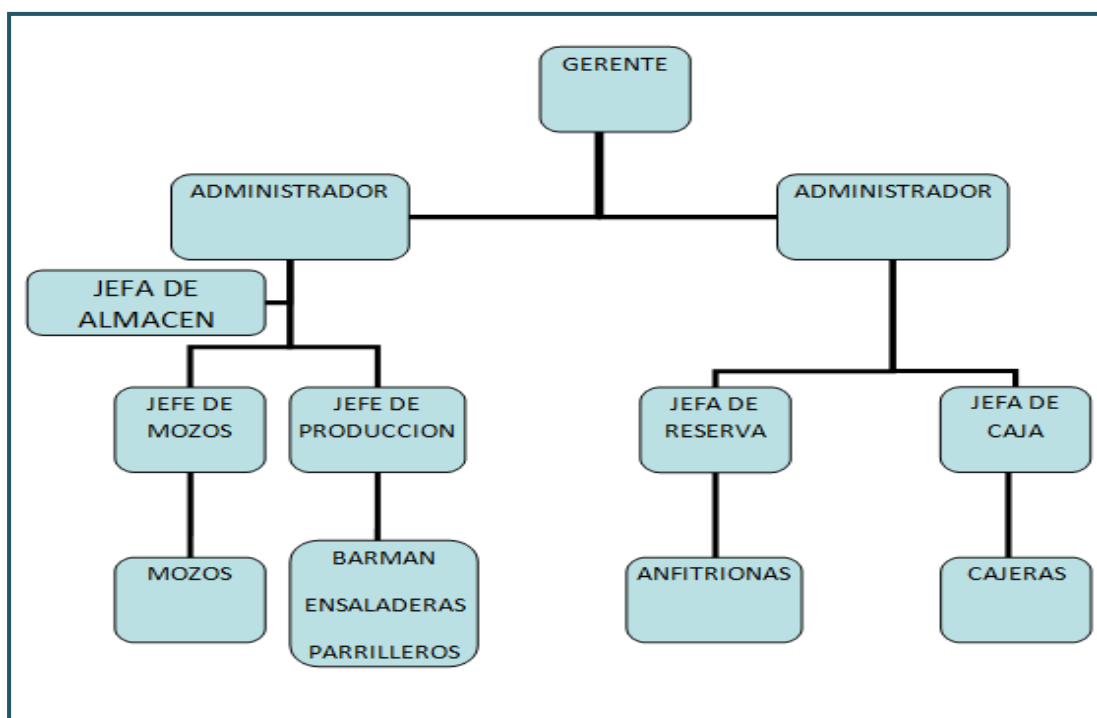 GERENTE
ADMINISTRADOR
ADMINISTRADOR
JEFA DE
ALMACEN
JEFE DE
MOZOS
JEFE DE
PRODUCCION
JEFA DE
RESERVA
JEFA DE
CAJA
MOZOS
BARMAN
ENSALADERAS
PARRILLEROS
ANFITRIONAS
CAJERAS